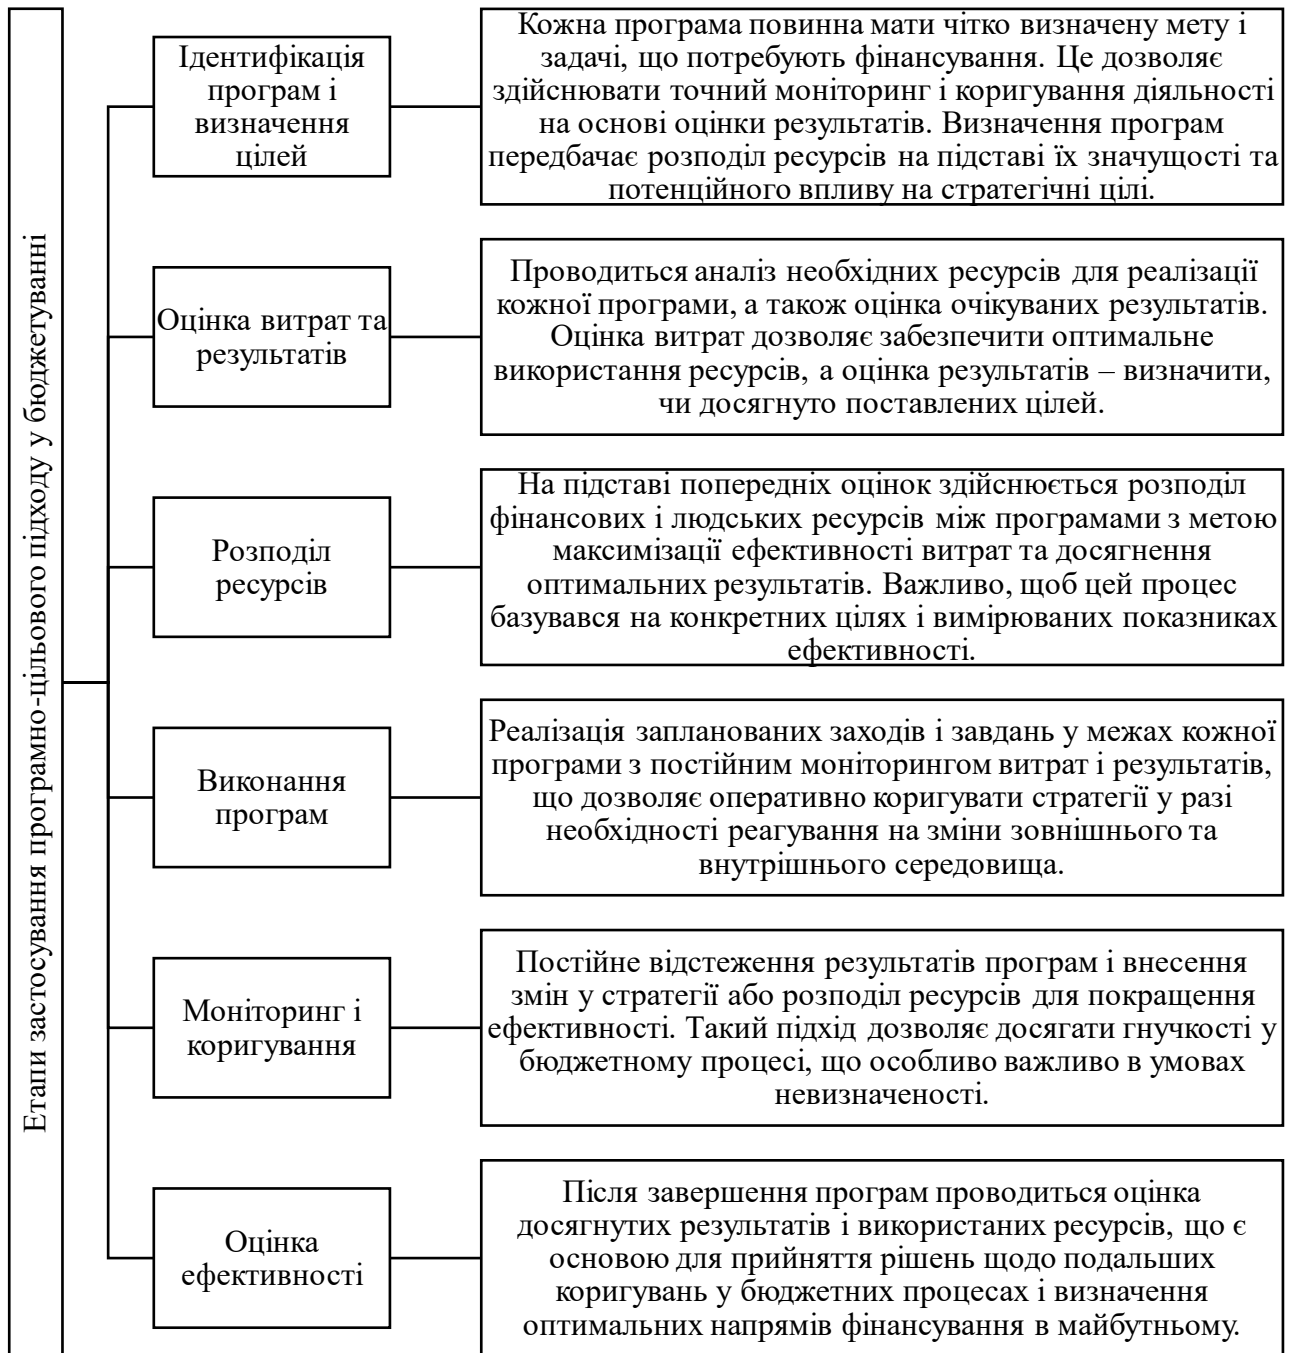 Етапи застосування програмно-цільового підходу у бюджетуванні
Ідентифікація
програм і
визначення
цілей
Кожна програма повинна мати чітко визначену мету і
задачі, що потребують фінансування. Це дозволяє
здійснювати точний моніторинг і коригування діяльності
на основі оцінки результатів. Визначення програм
передбачає розподіл ресурсів на підставі їх значущості та
потенційного впливу на стратегічні цілі.
Оцінка витрат та
результатів
Проводиться аналіз необхідних ресурсів для реалізації
кожної програми, а також оцінка очікуваних результатів.
Оцінка витрат дозволяє забезпечити оптимальне
використання ресурсів, а оцінка результатів – визначити,
чи досягнуто поставлених цілей.
Розподіл
ресурсів
На підставі попередніх оцінок здійснюється розподіл
фінансових і людських ресурсів між програмами з метою
максимізації ефективності витрат та досягнення
оптимальних результатів. Важливо, щоб цей процес
базувався на конкретних цілях і вимірюваних показниках
ефективності.
Виконання
програм
Реалізація запланованих заходів і завдань у межах кожної
програми з постійним моніторингом витрат і результатів,
що дозволяє оперативно коригувати стратегії у разі
необхідності реагування на зміни зовнішнього та
внутрішнього середовища.
Моніторинг і
коригування
Постійне відстеження результатів програм і внесення
змін у стратегії або розподіл ресурсів для покращення
ефективності. Такий підхід дозволяє досягати гнучкості у
бюджетному процесі, що особливо важливо в умовах
невизначеності.
Оцінка
ефективності
Після завершення програм проводиться оцінка
досягнутих результатів і використаних ресурсів, що є
основою для прийняття рішень щодо подальших
коригувань у бюджетних процесах і визначення
оптимальних напрямів фінансування в майбутньому.